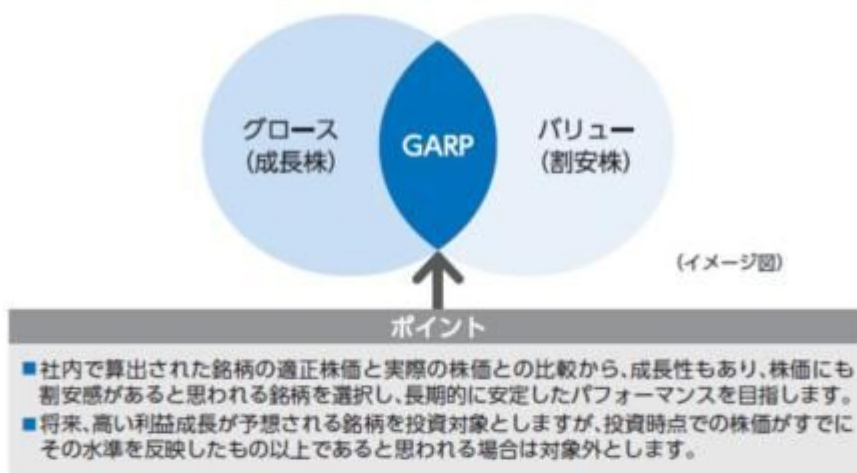 グロース
(成長株)
GARP
バリュー
(割安株)
(イメージ図)
ポイント
■社内で算出された銘柄の適正株価と実際の株価との比較から、成長性もあり、株価にも
割安感があると思われる銘柄を選択し、長期的に安定したパフォーマンスを目指します。
■将来、高い利益成長が予想される銘柄を投資対象としますが、投資時点での株価がすでに
その水準を反映したもの以上であると思われる場合は対象外とします。